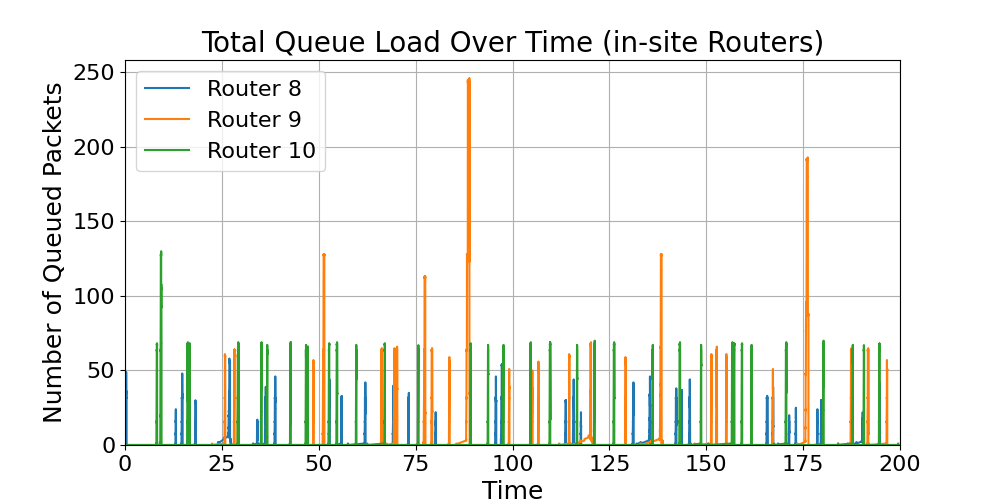 Total Queue Load Over Time (in-site Routers)
Number of Queued Packets
250
200
150
100
50
0
Router 8
Router 9
Router 10
0 25 50 75 100 125 150 175 200
Time